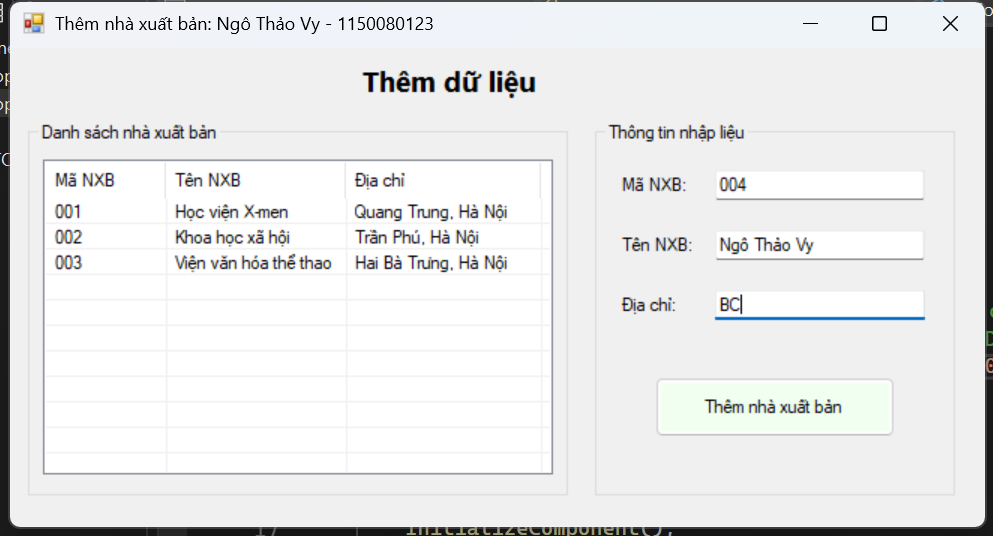 Thêm nhà xuất bản: Ngô Thảo Vy - 1150080123
Thêm dữ liệu
Danh sách nhà xuất bản
Mã NXB Tên NXB Địa chỉ
001 Học viện X-men Quang Trung, Hà Nội
002 Khoa học xã hội Trần Phú, Hà Nội
003 Viện văn hóa thể thao Hai Bà Trưng, Hà Nội
Thông tin nhập liệu
Mã NXB: 004
Tên NXB: Ngô Thảo Vy
Địa chỉ: BC
Thêm nhà xuất bản
InitializeComponent();